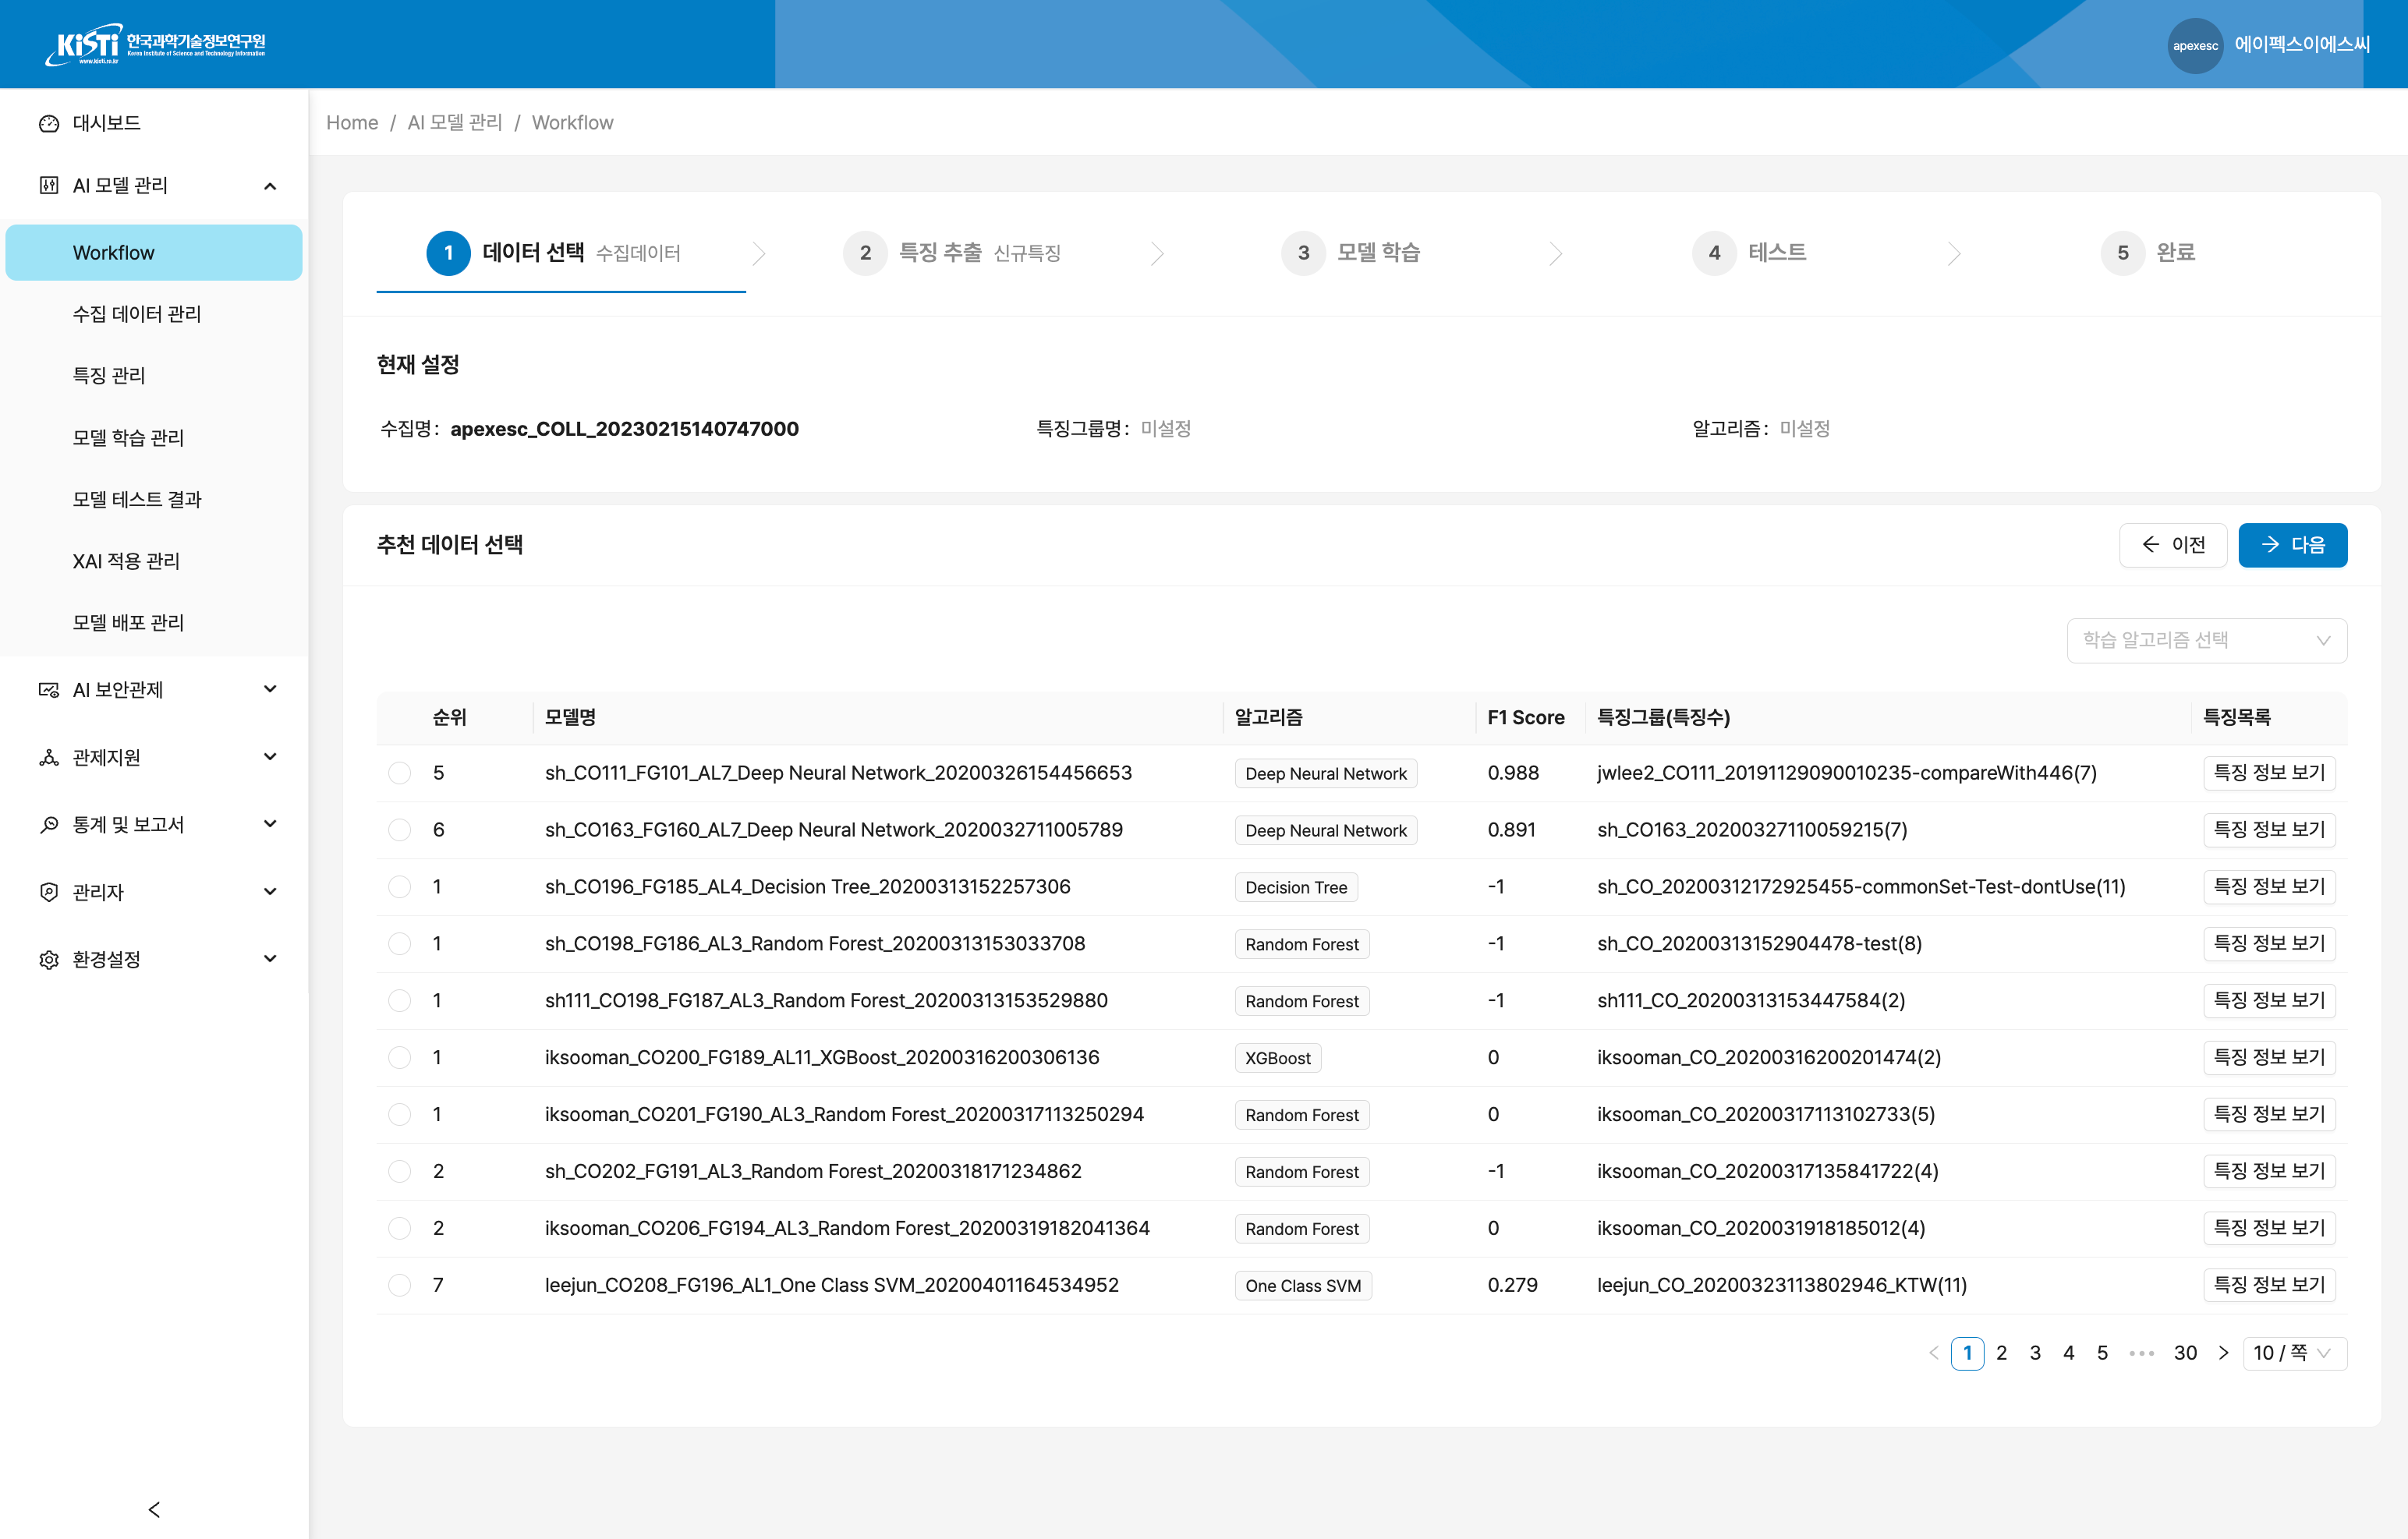 KiSTi 한국과학기술정보연구원
Korea Institute of Science and Technology Information
www.kisti.re.kr
apexesc 에이펙스이에스씨
대시보드
AI 모델 관리
Workflow
수집 데이터 관리
특징 관리
모델 학습 관리
모델 테스트 결과
XAI 적용 관리
모델 배포 관리
AI 보안관제
관제지원
통계 및 보고서
관리자
환경설정
Home / AI 모델 관리 / Workflow
1 데이터 선택 수집데이터
2 특징 추출 신규특징
3 모델 학습
4 테스트
5 완료
현재 설정
수집명: apexesc_COLL_20230215140747000 특징그룹명: 미설정 알고리즘: 미설정
추천 데이터 선택
이전 다음
학습 알고리즘 선택
순위 모델명 알고리즘 F1 Score 특징그룹(특징수) 특징목록
5 sh_CO111_FG101_AL7_Deep Neural Network_20200326154456653 Deep Neural Network 0.988 jwlee2_CO111_20191129090010235-compareWith446(7) 특징 정보 보기
6 sh_CO163_FG160_AL7_Deep Neural Network_2020032711005789 Deep Neural Network 0.891 sh_CO163_20200327110059215(7) 특징 정보 보기
1 sh_CO196_FG185_AL4_Decision Tree_20200313152257306 Decision Tree -1 sh_CO_20200312172925455-commonSet-Test-dontUse(11) 특징 정보 보기
1 sh_CO198_FG186_AL3_Random Forest_20200313153033708 Random Forest -1 sh_CO_20200313152904478-test(8) 특징 정보 보기
1 sh111_CO198_FG187_AL3_Random Forest_20200313153529880 Random Forest -1 sh111_CO_20200313153447584(2) 특징 정보 보기
1 iksooman_CO200_FG189_AL11_XGBoost_20200316200306136 XGBoost 0 iksooman_CO_20200316200201474(2) 특징 정보 보기
1 iksooman_CO201_FG190_AL3_Random Forest_20200317113250294 Random Forest 0 iksooman_CO_20200317113102733(5) 특징 정보 보기
2 sh_CO202_FG191_AL3_Random Forest_20200318171234862 Random Forest -1 iksooman_CO_20200317135841722(4) 특징 정보 보기
2 iksooman_CO206_FG194_AL3_Random Forest_20200319182041364 Random Forest 0 iksooman_CO_2020031918185012(4) 특징 정보 보기
7 leejun_CO208_FG196_AL1_One Class SVM_20200401164534952 One Class SVM 0.279 leejun_CO_20200323113802946_KTW(11) 특징 정보 보기
1 2 3 4 5 ••• 30 10 / 쪽